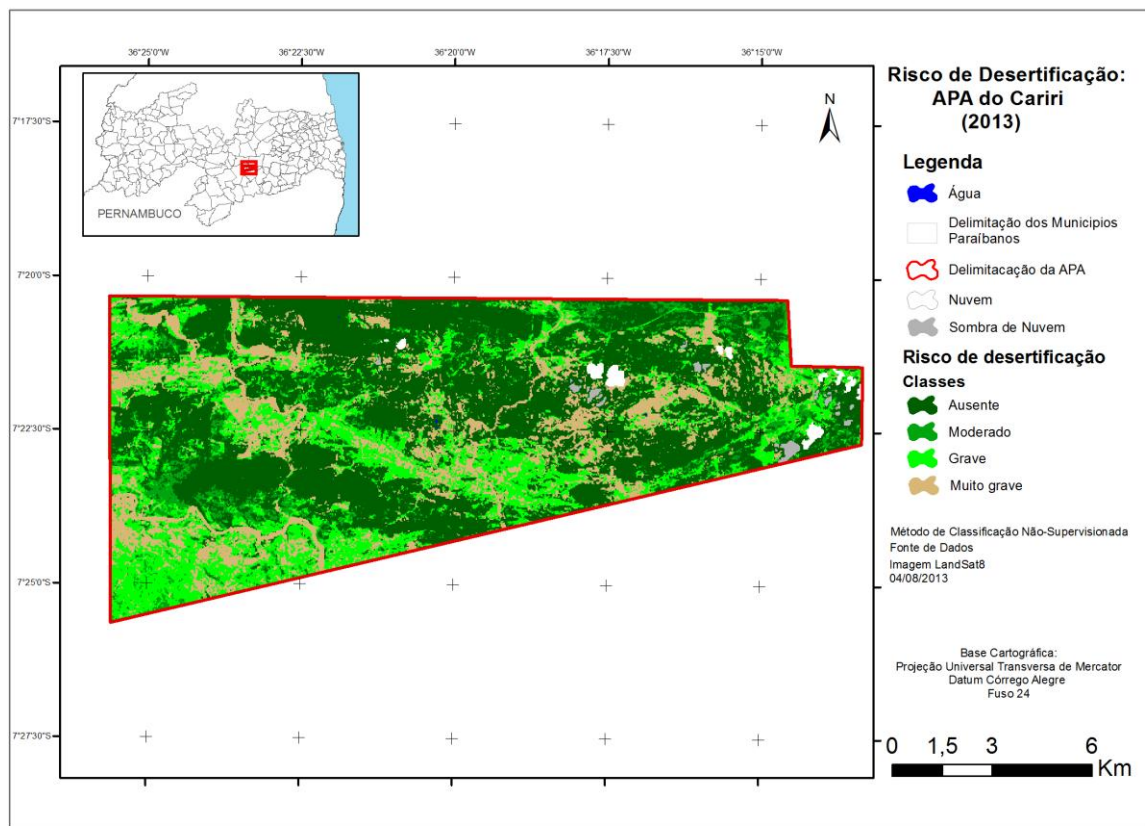 36°25'0"W
36°22'30"W
36°20'0"W
36°17'30"W
36°15'0"W
7°17'30"S
7°20'0"S
7°22'30"S
7°25'0"S
7°27'30"S
PERNAMBUCO
N
Risco de Desertificação:
APA do Cariri
(2013)
Legenda
Água
Delimitação dos Municipios
Paraíbanos
Delimitacação da APA
Nuvem
Sombra de Nuvem
Risco de desertificação
Classes
Ausente
Moderado
Grave
Muito grave
Método de Classificação Não-Supervisionada
Fonte de Dados
Imagem LandSat8
04/08/2013
Base Cartográfica:
Projeção Universal Transversa de Mercator
Datum Córrego Alegre
Fuso 24
0 1,5 3 6
Km